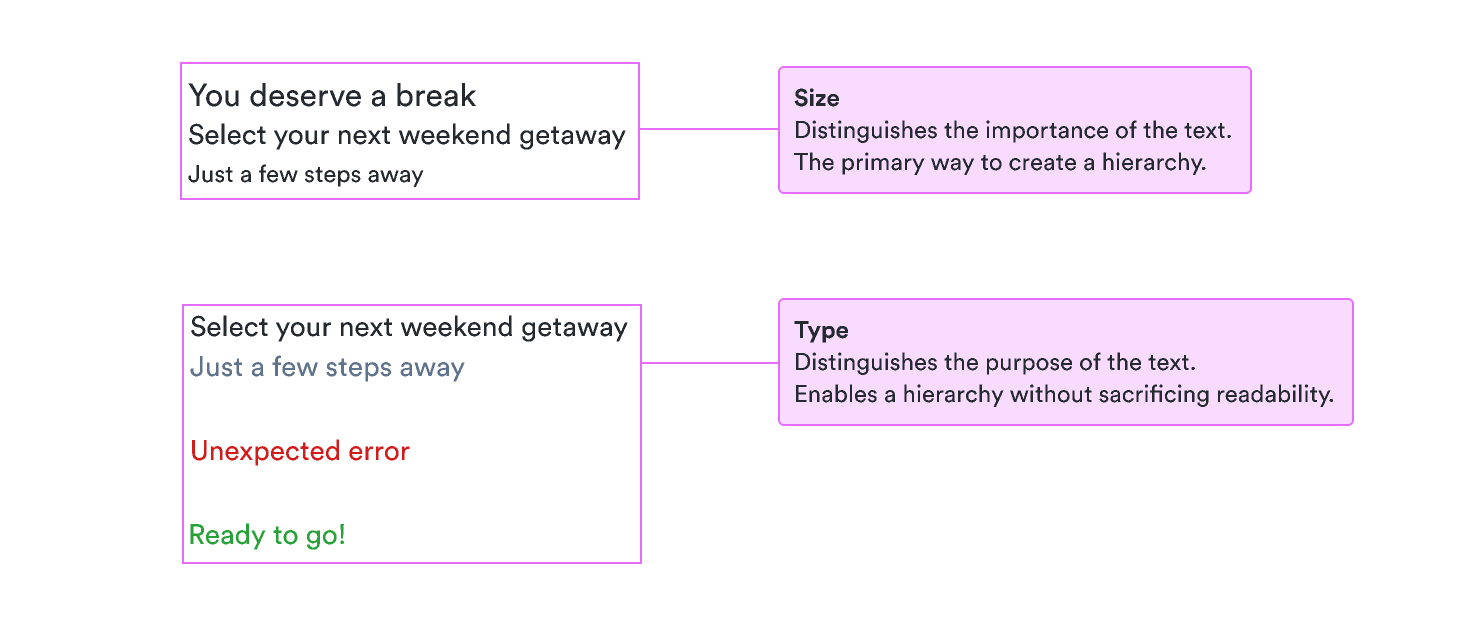 You deserve a break
Select your next weekend getaway
Just a few steps away
Size
Distinguishes the importance of the text.
The primary way to create a hierarchy.
Select your next weekend getaway
Just a few steps away
Unexpected error
Ready to go!
Type
Distinguishes the purpose of the text.
Enables a hierarchy without sacrificing readability.